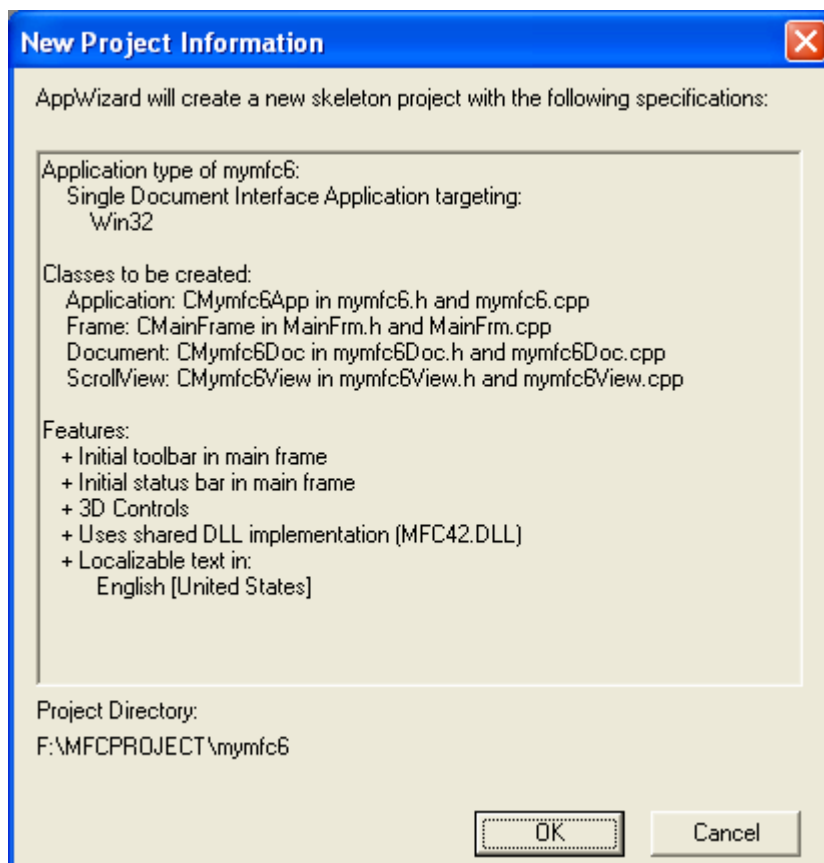 New Project Information
AppWizard will create a new skeleton project with the following specifications:
Application type of mymfc6:
Single Document Interface Application targeting:
Win32
Classes to be created:
Application: CMymfc6App in mymfc6.h and mymfc6.cpp
Frame: CMainFrame in MainFrm.h and MainFrm.cpp
Document: CMymfc6Doc in mymfc6Doc.h and mymfc6Doc.cpp
ScrollView: CMymfc6View in mymfc6View.h and mymfc6View.cpp
Features:
+ Initial toolbar in main frame
+ Initial status bar in main frame
+ 3D Controls
+ Uses shared DLL implementation (MFC42.DLL)
+ Localizable text in:
English [United States]
Project Directory:
F:\MFCPROJECT\mymfc6
OK Cancel